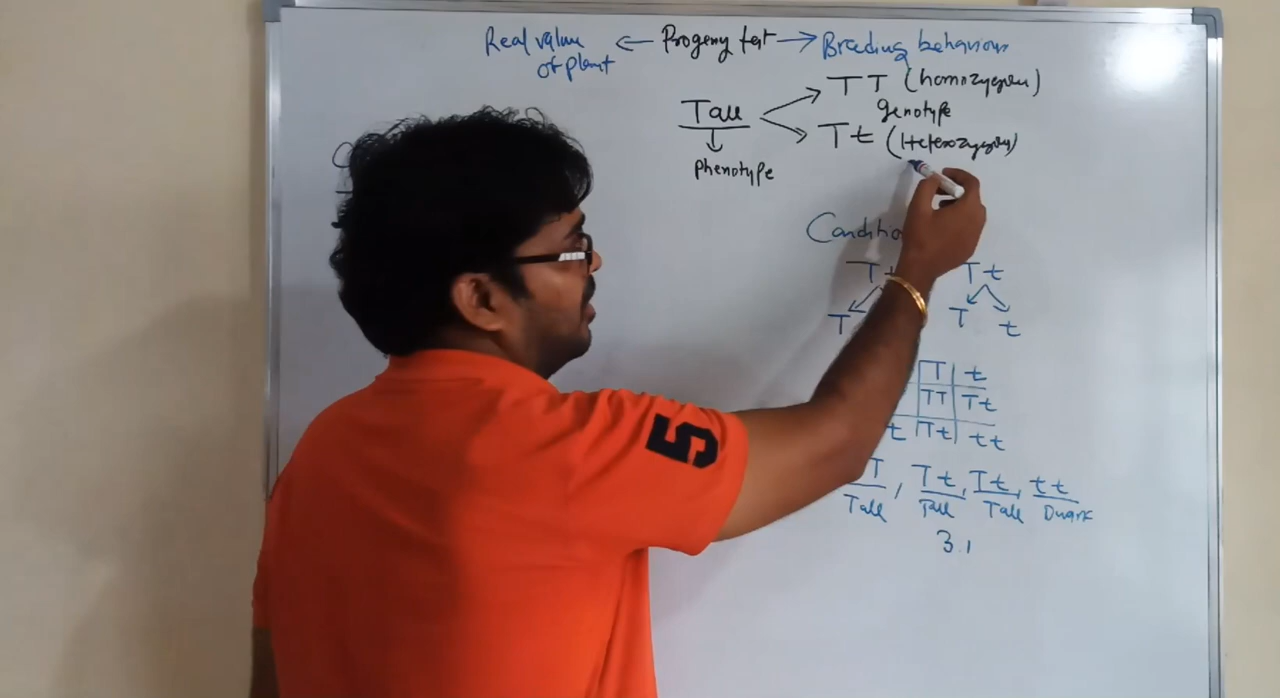 Real value <— Progeny test —> Breeding behaviour
of plant
Tall
TT (homozygous)
genotype
Tt (Heterozygous)
phenotype
Conditio
T
Tt
T
T t
T t
TT Tt
t Tt tt
T , Tt, Tt, tt
Tall Tall Tall Dwarf
3.1
5